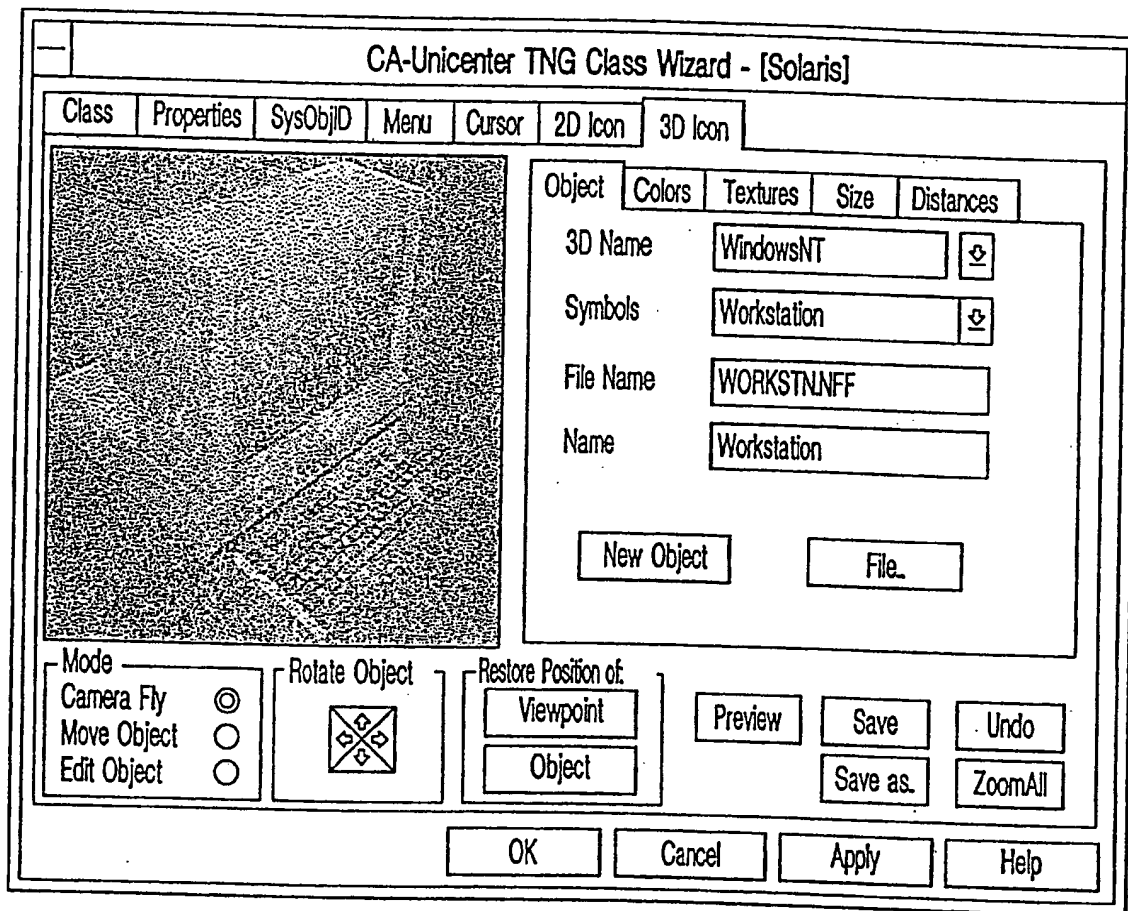 CA-Unicenter TNG Class Wizard - [Solaris]
Class Properties SysObjID Menu Cursor 2D Icon 3D Icon
Object Colors Textures Size Distances
3D Name WindowsNT
Symbols Workstation
File Name WORKSTN.NFF
Name Workstation
New Object File..
Mode
Camera Fly
Move Object
Edit Object
Rotate Object
Restore Position of:
Viewpoint
Object
Preview Save Undo
Save as.. ZoomAll
OK Cancel Apply Help